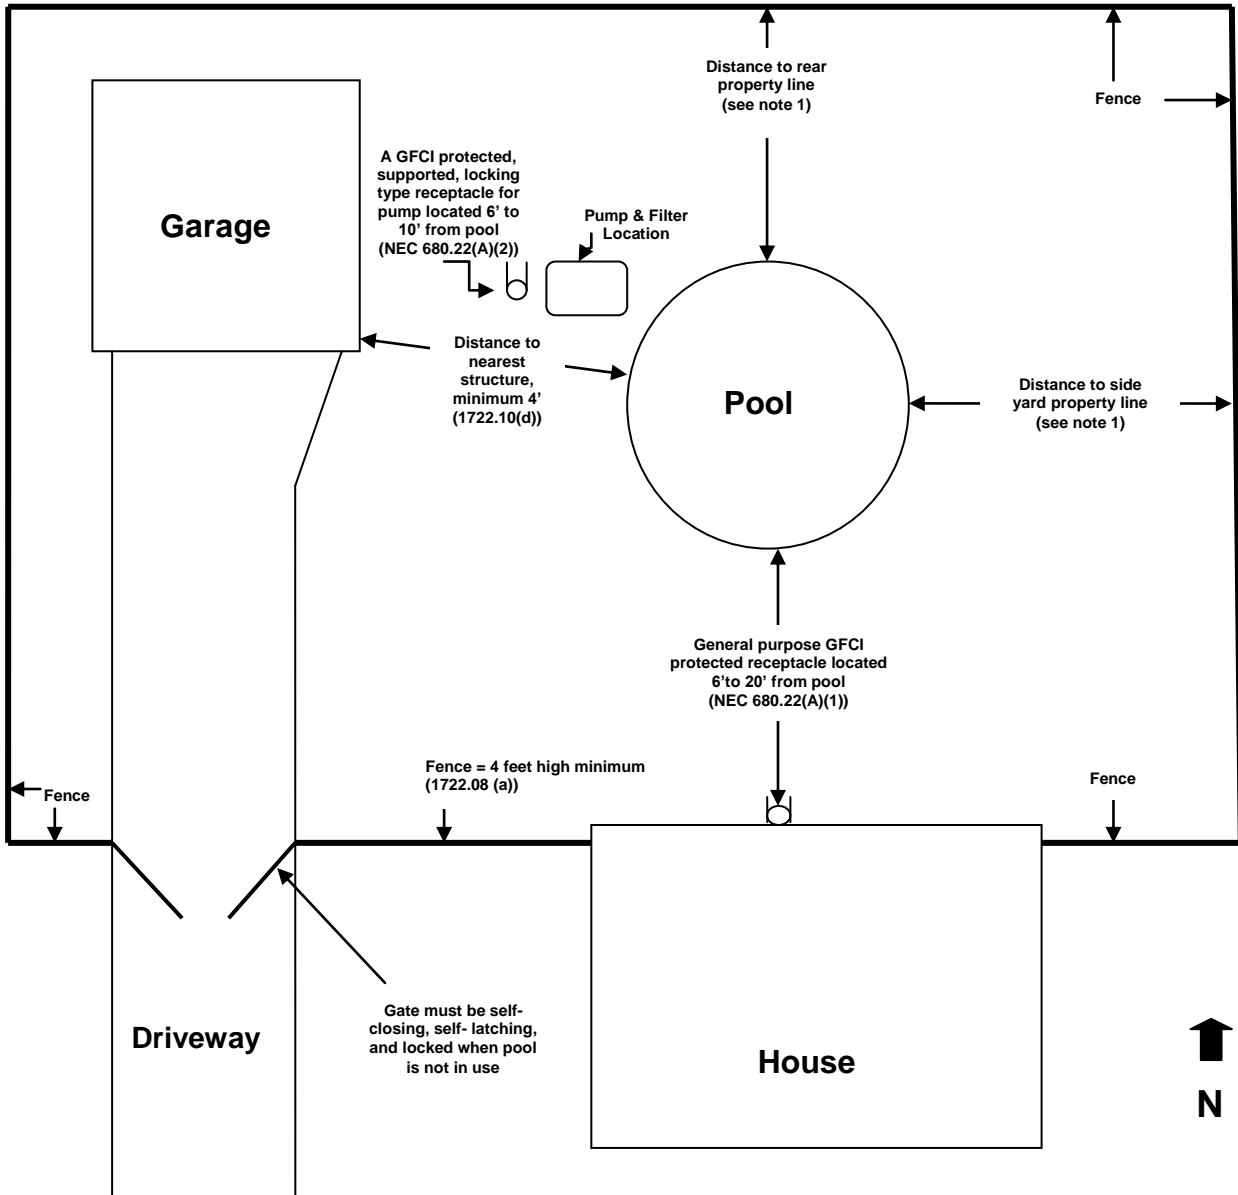 Distance to rear
property line
(see note 1)
Fence
A GFCI protected,
supported, locking
type receptacle for
pump located 6' to
10' from pool
(NEC 680.22(A)(2))
Pump & Filter
Location
Garage
Distance to
nearest
structure,
minimum 4'
(1722.10(d))
Pool
Distance to side
yard property line
(see note 1)
General purpose GFCI
protected receptacle located
6'to 20' from pool
(NEC 680.22(A)(1))
Fence = 4 feet high minimum
(1722.08 (a))
Fence
Fence
Gate must be self-
closing, self- latching,
and locked when pool
is not in use
Driveway
House
N